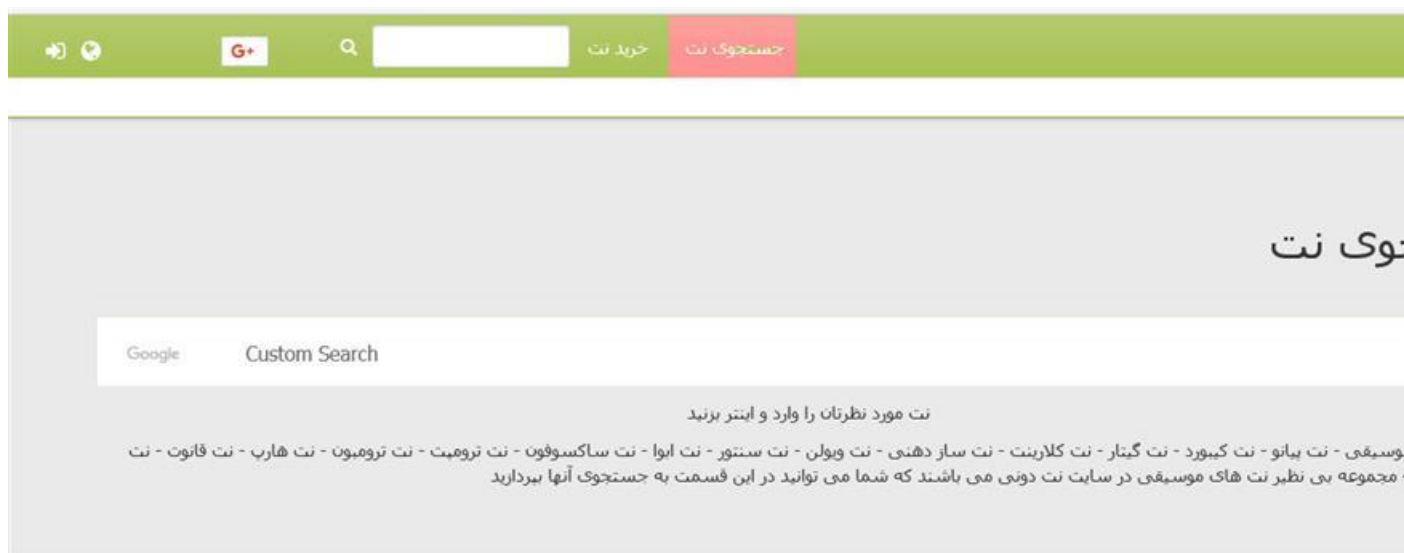 جستجوی نت
خرید نت
G+
جوی نت
Google Custom Search
نت مورد نظرتان را وارد و اینتر بزنید
وسیقی - نت پیانو - نت کیبورد - نت گیتار - نت کلارینت - نت ساز دهنی - نت ویولن - نت سنتور - نت ابوا - نت ساکسوفون - نت ترومپت - نت ترومبون - نت هارپ - نت قانون - نت
- مجموعه بی نظیر نت های موسیقی در سایت نت دونی می باشند که شما می توانید در این قسمت به جستجوی آنها بپردازید